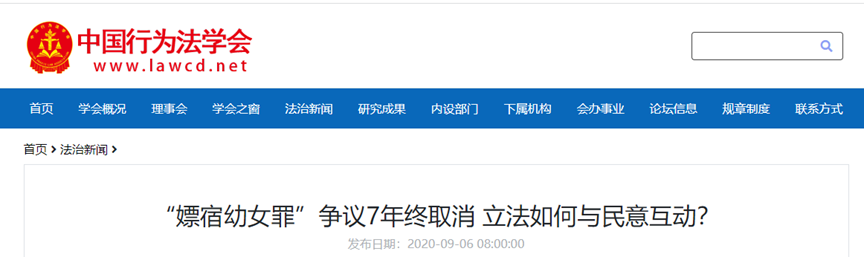 中国行为法学会
www.lawcd.net
首页 学会概况 理事会 学会之窗 法治新闻 研究成果 内设部门 下属机构 会办事业 论坛信息 规章制度 联系方式
首页 > 法治新闻 >
“嫖宿幼女罪”争议7年终取消 立法如何与民意互动？
发布日期：2020-09-06 08:00:00